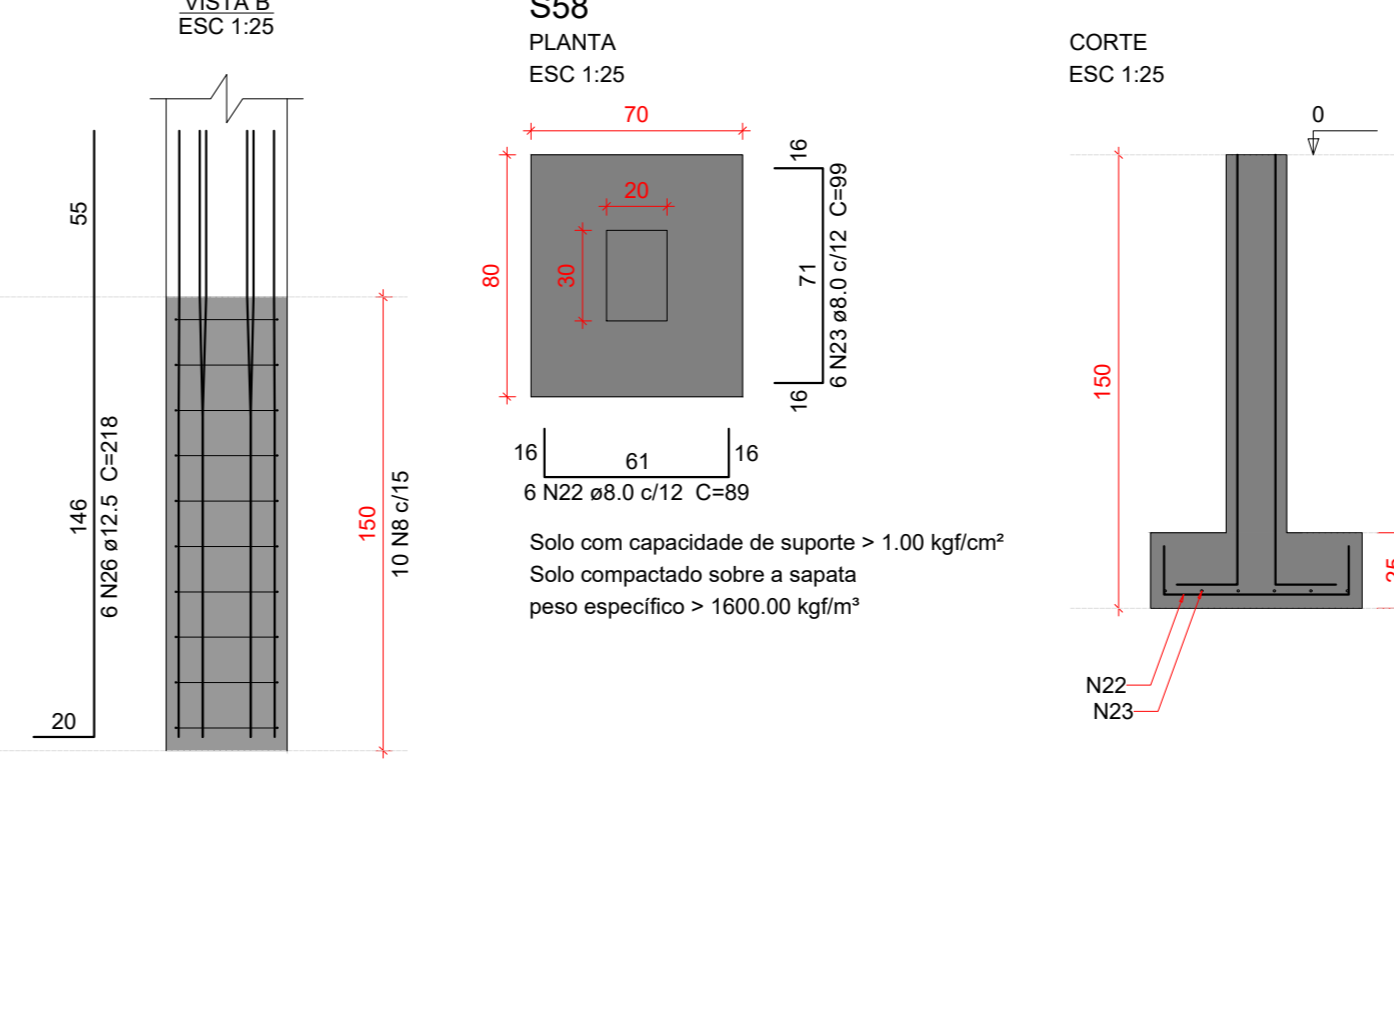 VISTA B
ESC 1:25
55
146
6 N26 ø12.5 C=218
20
150
10 N8 c/15
S58
PLANTA
ESC 1:25
70
80
20
30
16
71
16
6 N23 ø8.0 c/12 C=99
16
61
16
6 N22 ø8.0 c/12 C=89
Solo com capacidade de suporte > 1.00 kgf/cm²
Solo compactado sobre a sapata
peso específico > 1600.00 kgf/m³
CORTE
ESC 1:25
0
150
25
N22
N23